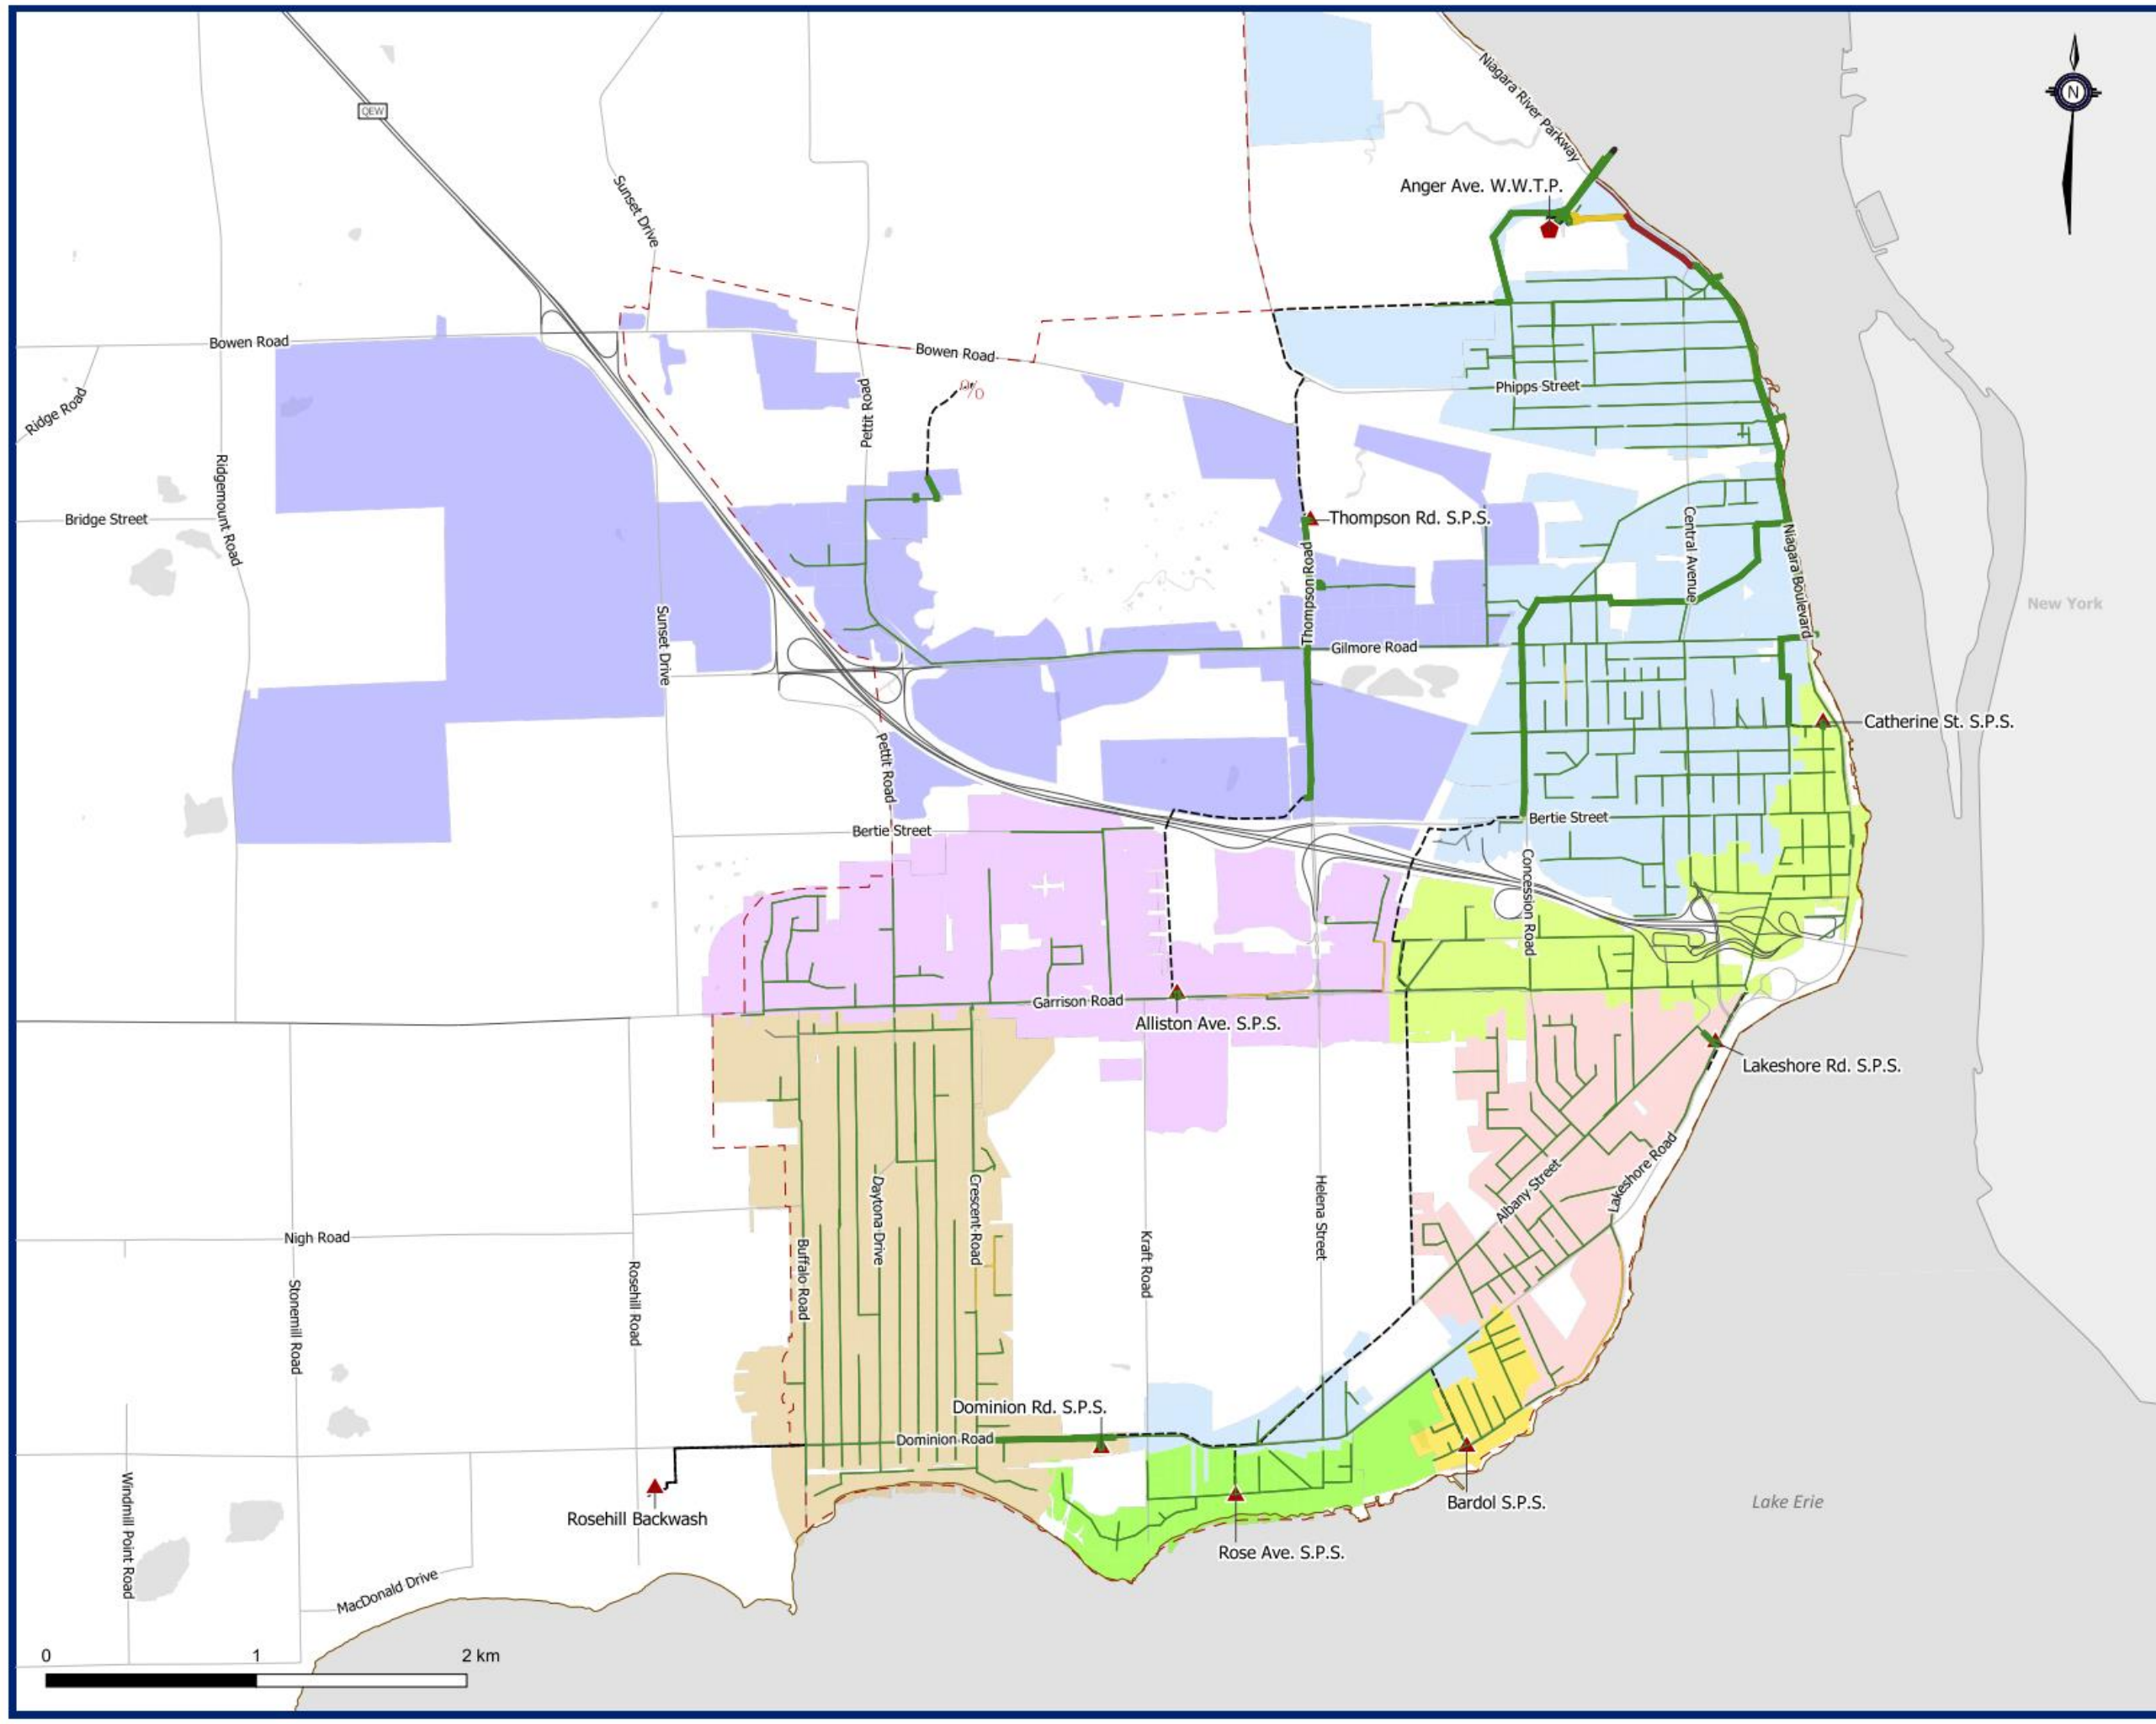 Niagara River Parkway
N
QEW
Anger Ave. W.W.T.P.
Sunset Drive
Bowen Road
Bowen Road
Ridge Road
Pettit Road
Phipps Street
%
Ridgemount Road
Bridge Street
Thompson Rd. S.P.S.
Central Avenue
Niagara Boulevard
Thompson Road
New York
Sunset Drive
Gilmore Road
Catherine St. S.P.S.
Pettit Road
Bertie Street
Bertie Street
Concession Road
Garrison Road
Alliston Ave. S.P.S.
Lakeshore Rd. S.P.S.
Albany Street
Lakeshore Road
Daytona Drive
Crescent Road
Helena Street
Nigh Road
Buffalo Road
Kraft Road
Rosehill Road
Stonemill Road
Dominion Rd. S.P.S.
Dominion Road
Windmill Point Road
Rosehill Backwash
Bardol S.P.S.
Lake Erie
Rose Ave. S.P.S.
MacDonald Drive
0 1 2 km